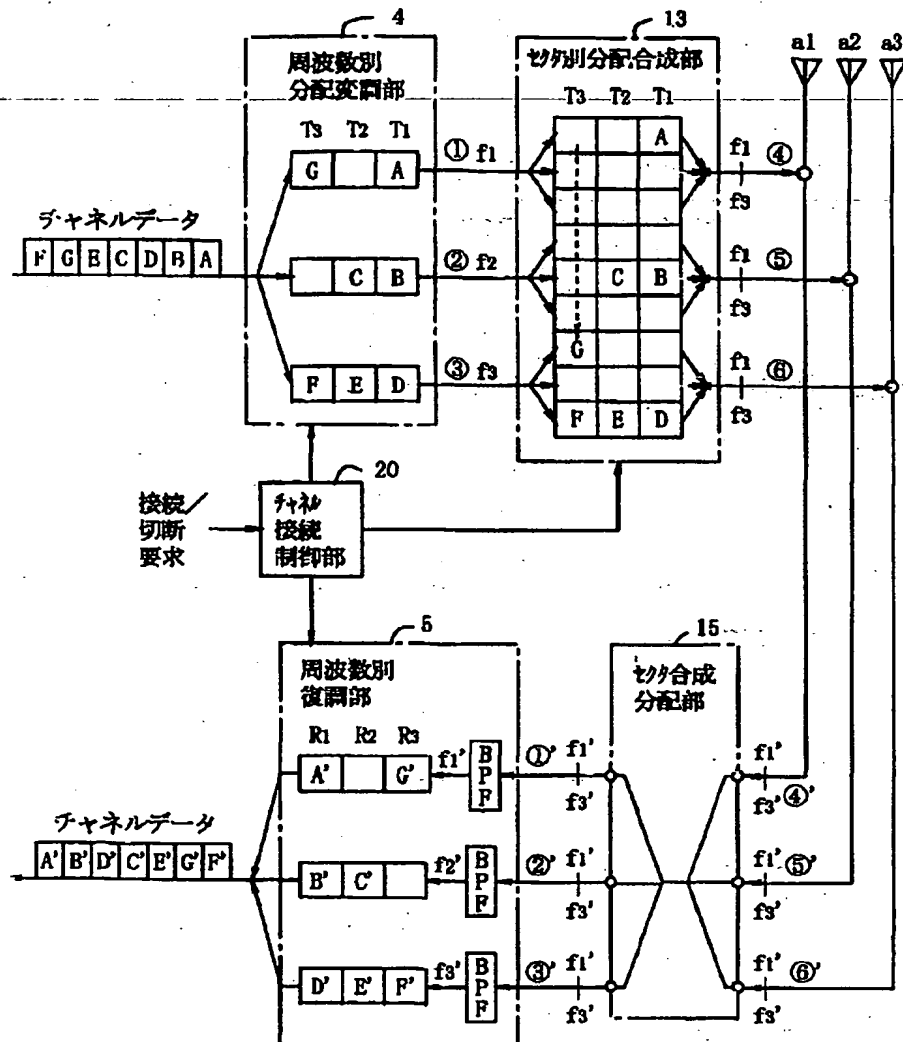 4
13
a1 a2 a3
周波数別
分配変調部
セクタ別分配合成部
T3 T2 T1
T3 T2 T1
A
G A
① f1
f1 ④
f3
チャネルデータ
F G E C D B A
C B
② f2
C B
f1 ⑤
f3
G
F E D
③ f3
f1 ⑥
f3
F E D
20
接続/
切断
要求
チャネル
接続
制御部
5
15
周波数別
復調部
セクタ合成
分配部
R1 R2 R3
A' G'
f1'
BPF
①' f1'
f3'
f1'
f3' ④'
チャネルデータ
A' B' D' C' E' G' F'
B' C'
f2'
BPF
②' f1'
f3'
f1' ⑤'
f3'
D' E' F'
f3'
BPF
③' f1'
f3'
f1' ⑥'
f3'